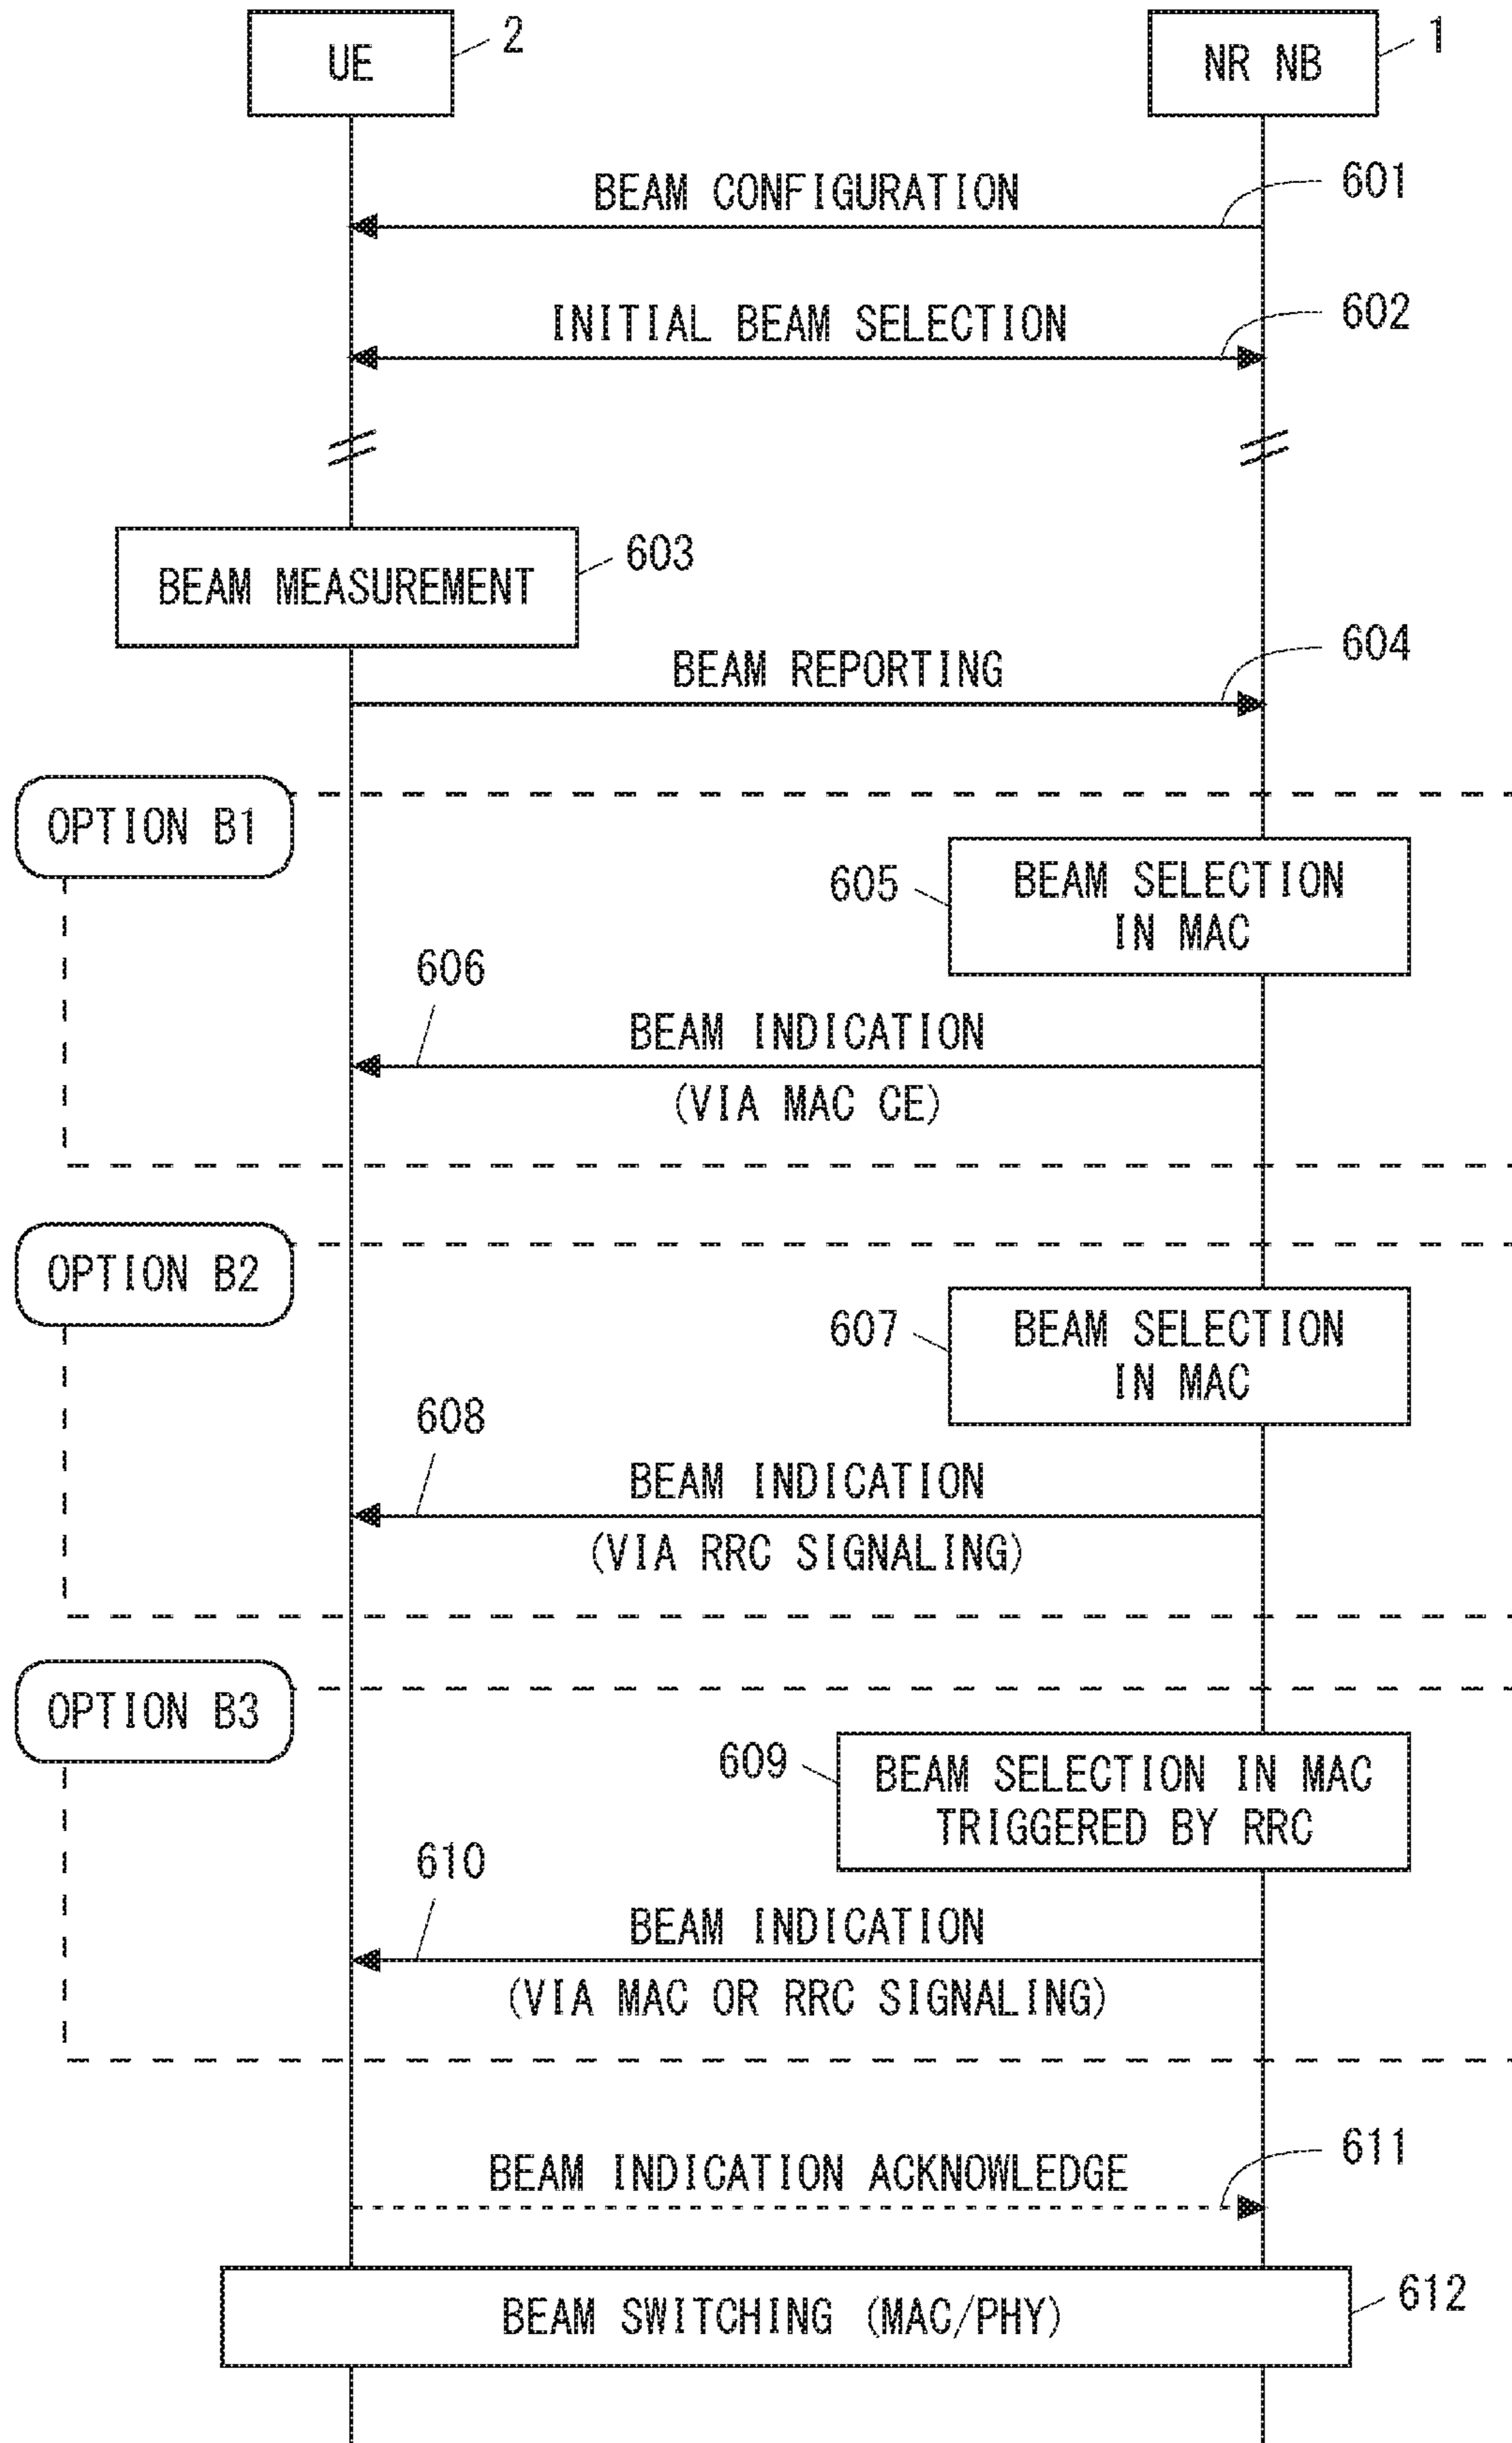 UE
2
NR NB
1
BEAM CONFIGURATION
601
INITIAL BEAM SELECTION
602
BEAM MEASUREMENT
603
BEAM REPORTING
604
OPTION B1
605
BEAM SELECTION
IN MAC
606
BEAM INDICATION
(VIA MAC CE)
OPTION B2
607
BEAM SELECTION
IN MAC
608
BEAM INDICATION
(VIA RRC SIGNALING)
OPTION B3
609
BEAM SELECTION IN MAC
TRIGGERED BY RRC
610
BEAM INDICATION
(VIA MAC OR RRC SIGNALING)
BEAM INDICATION ACKNOWLEDGE
611
BEAM SWITCHING (MAC/PHY)
612